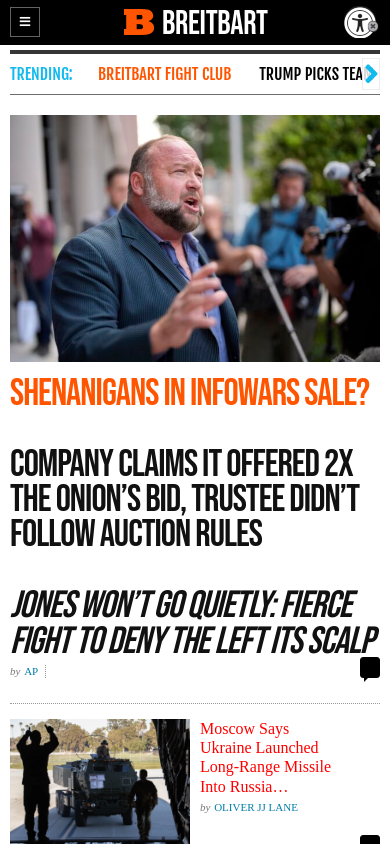 BREITBART
TRENDING: BREITBART FIGHT CLUB TRUMP PICKS TEA
SHENANIGANS IN INFOWARS SALE?
COMPANY CLAIMS IT OFFERED 2X
THE ONION’S BID, TRUSTEE DIDN’T
FOLLOW AUCTION RULES
JONES WON’T GO QUIETLY: FIERCE
FIGHT TO DENY THE LEFT ITS SCALP
by AP
Moscow Says
Ukraine Launched
Long-Range Missile
Into Russia…
by OLIVER JJ LANE